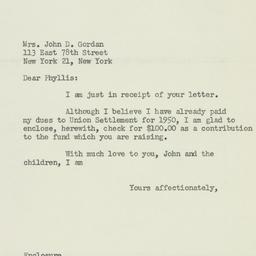 Mrs. John D. Gordan
113 East 78th Street
New York 21, New York
Dear Phyllis:
I am just in receipt of your letter.
Although I believe I have already paid
my dues to Union Settlement for 1950, I am glad to
enclose, herewith, check for $100.00 as a contribution
to the fund which you are raising.
With much love to you, John and the
children, I am
Yours affectionately,
Enclosure